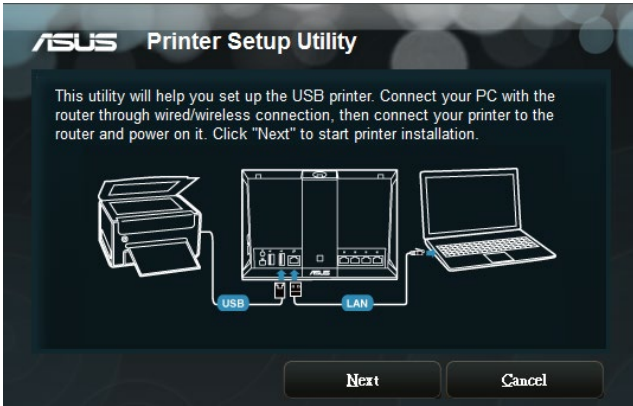 ASUS Printer Setup Utility
This utility will help you set up the USB printer. Connect your PC with the
router through wired/wireless connection, then connect your printer to the
router and power on it. Click "Next" to start printer installation.
ASUS
USB
LAN
Next
Cancel